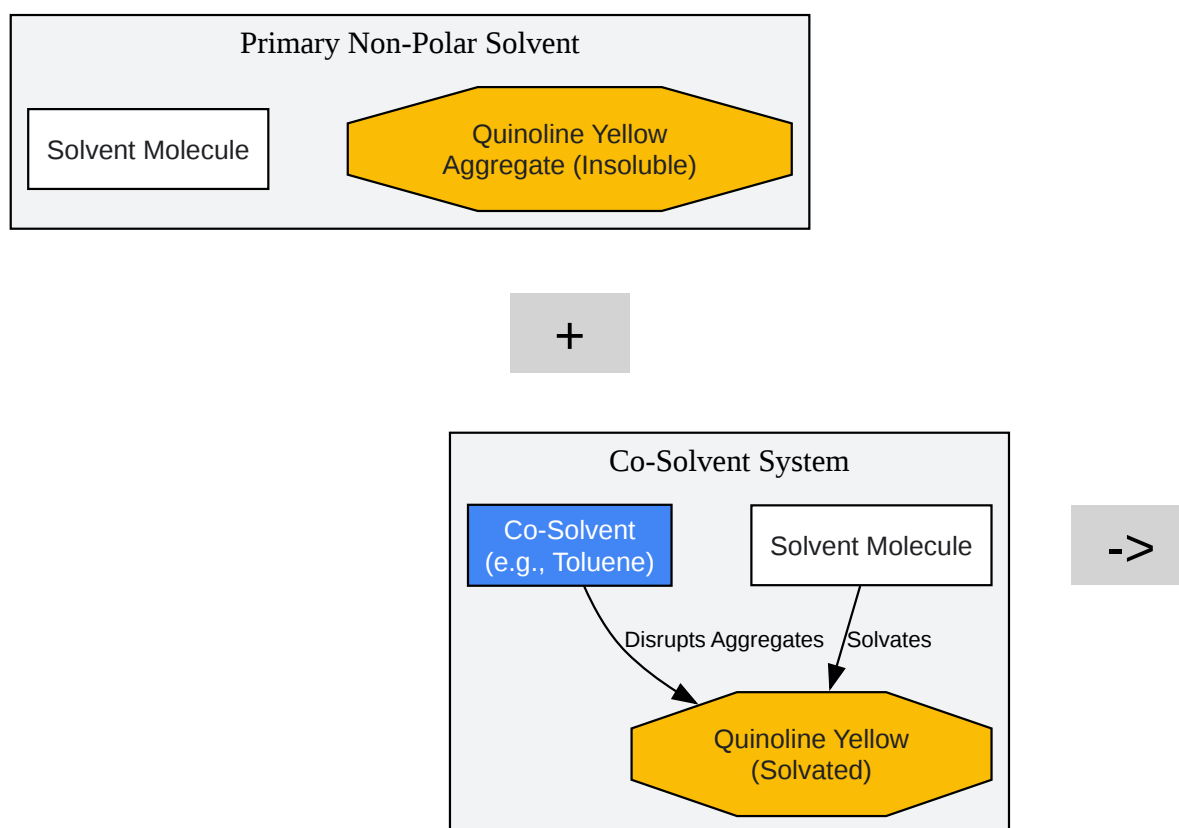 Primary Non-Polar Solvent
Solvent Molecule
Quinoline Yellow
Aggregate (Insoluble)
+
Co-Solvent System
Co-Solvent
(e.g., Toluene)
Solvent Molecule
->
Disrupts Aggregates
Solvates
Quinoline Yellow
(Solvated)